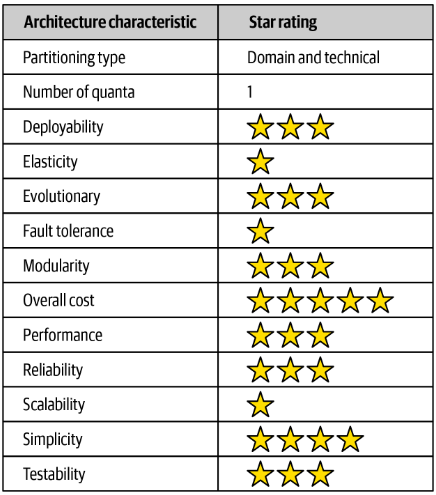 Architecture characteristic Star rating
Partitioning type Domain and technical
Number of quanta 1
Deployability
Elasticity
Evolutionary
Fault tolerance
Modularity
Overall cost
Performance
Reliability
Scalability
Simplicity
Testability